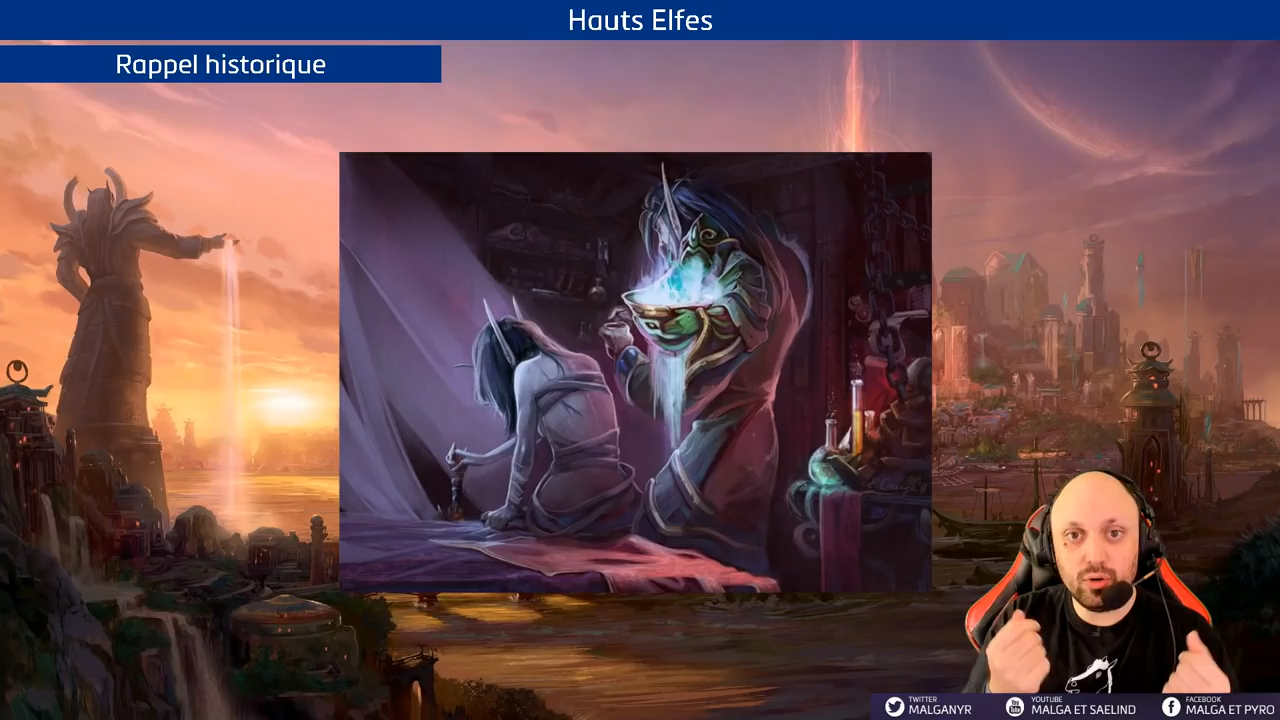 Hauts Elfes
Rappel historique
TWITTER
MALGANYR
YOUTUBE
MALGA ET SAELIND
FACEBOOK
MALGA ET PYRO